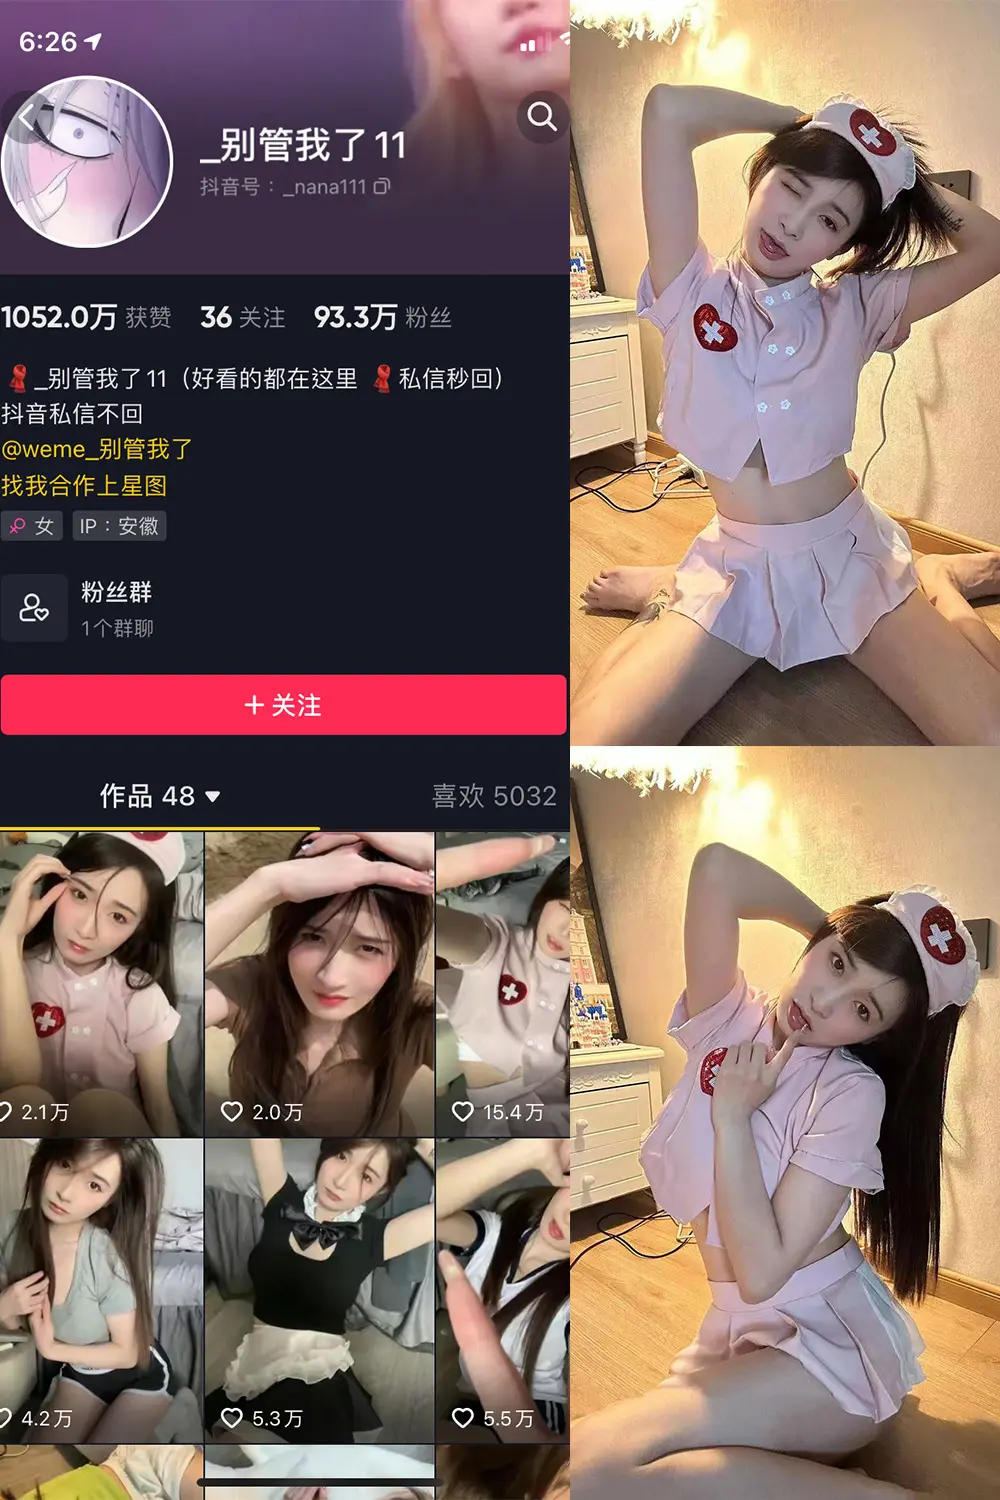 6:26
_别管我了11
抖音号：_nana111
1052.0万 获赞 36 关注 93.3万 粉丝
_别管我了11（好看的都在这里 私信秒回）
抖音私信不回
@weme_别管我了
找我合作上星图
女 IP：安徽
粉丝群
1个群聊
+ 关注
作品 48 喜欢 5032
2.1万 2.0万 15.4万
4.2万 5.3万 5.5万